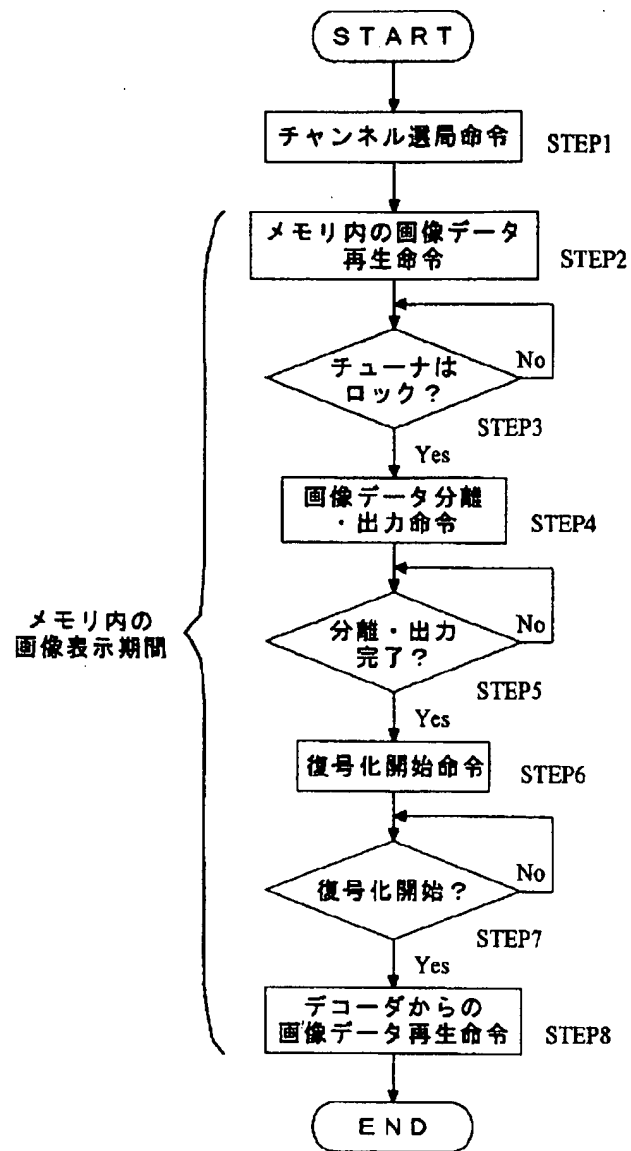 START
チャンネル選局命令
STEP1
メモリ内の画像データ
再生命令
STEP2
チューナは
ロック?
No
STEP3
Yes
画像データ分離
・出力命令
STEP4
メモリ内の
画像表示期間
分離・出力
完了?
No
STEP5
Yes
復号化開始命令
STEP6
復号化開始?
No
STEP7
Yes
デコーダからの
画像データ再生命令
STEP8
END